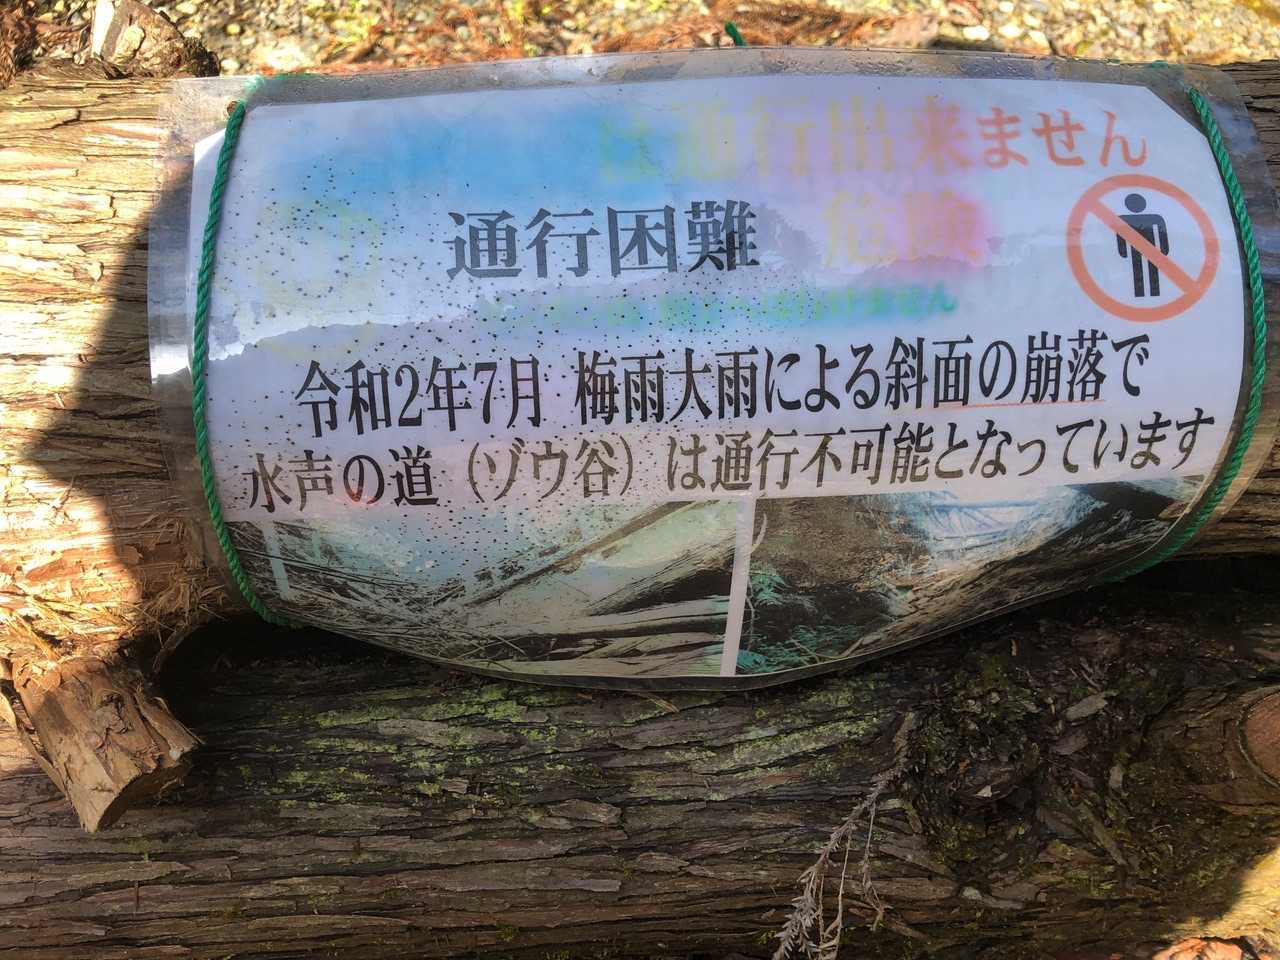 は通行出来ません
通行困難 危険
令和2年7月 梅雨大雨による斜面の崩落で
水声の道（ゾウ谷）は通行不可能となっています